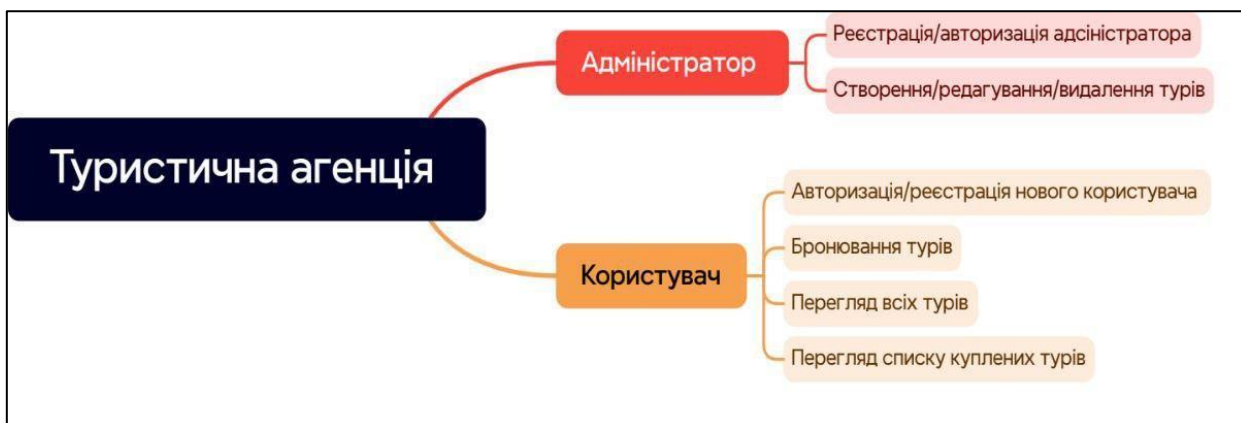 Туристична агенція
Адміністратор
Реєстрація/авторизація адсіністратора
Створення/редагування/видалення турів
Користувач
Авторизація/реєстрація нового користувача
Бронювання турів
Перегляд всіх турів
Перегляд списку куплених турів